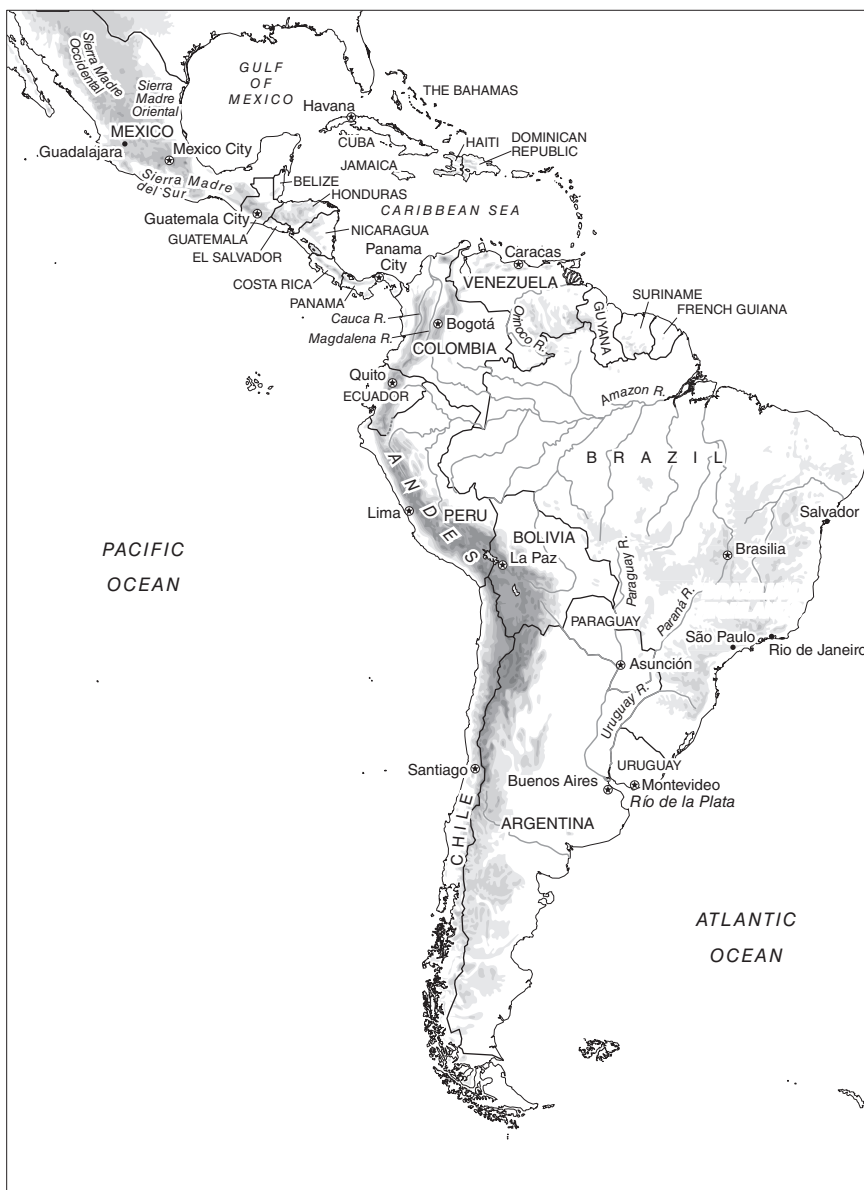 Sierra Madre
Occidental
Sierra
Madre
Oriental
GULF
OF
MEXICO
THE BAHAMAS
Havana
MEXICO
Guadalajara
Mexico City
CUBA
HAITI
DOMINICAN
REPUBLIC
JAMAICA
Sierra Madre
del Sur
BELIZE
HONDURAS
CARIBBEAN SEA
Guatemala City
GUATEMALA
NICARAGUA
EL SALVADOR
Panama
City
Caracas
COSTA RICA
PANAMA
VENEZUELA
SURINAME
FRENCH GUIANA
GUYANA
Cauca R.
Magdalena R.
Bogotá
Orinoco R.
COLOMBIA
Quito
ECUADOR
Amazon R.
BRAZIL
ANDES
Lima
PERU
Salvador
BOLIVIA
La Paz
Brasilia
PACIFIC
OCEAN
Paraguay R.
Paraná R.
PARAGUAY
São Paulo
Rio de Janeiro
Asunción
Uruguay R.
URUGUAY
Santiago
Buenos Aires
Montevideo
Río de la Plata
CHILE
ARGENTINA
ATLANTIC
OCEAN